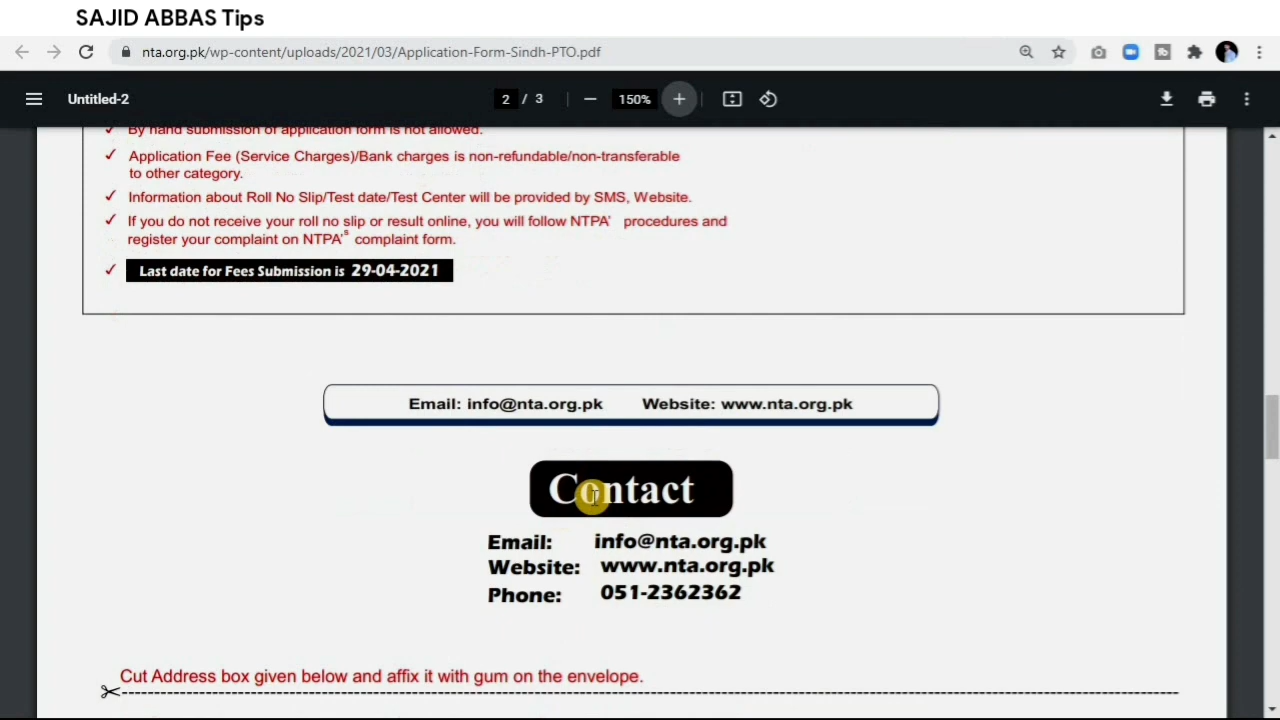 SAJID ABBAS Tips
nta.org.pk/wp-content/uploads/2021/03/Application-Form-Sindh-PTO.pdf
Untitled-2
2 / 3
150%
By hand submission of application form is not allowed.
Application Fee (Service Charges)/Bank charges is non-refundable/non-transferable
to other category.
Information about Roll No Slip/Test date/Test Center will be provided by SMS, Website.
If you do not receive your roll no slip or result online, you will follow NTPA' procedures and
register your complaint on NTPA's complaint form.
Last date for Fees Submission is 29-04-2021
Email: info@nta.org.pk Website: www.nta.org.pk
Contact
Email: info@nta.org.pk
Website: www.nta.org.pk
Phone: 051-2362362
Cut Address box given below and affix it with gum on the envelope.